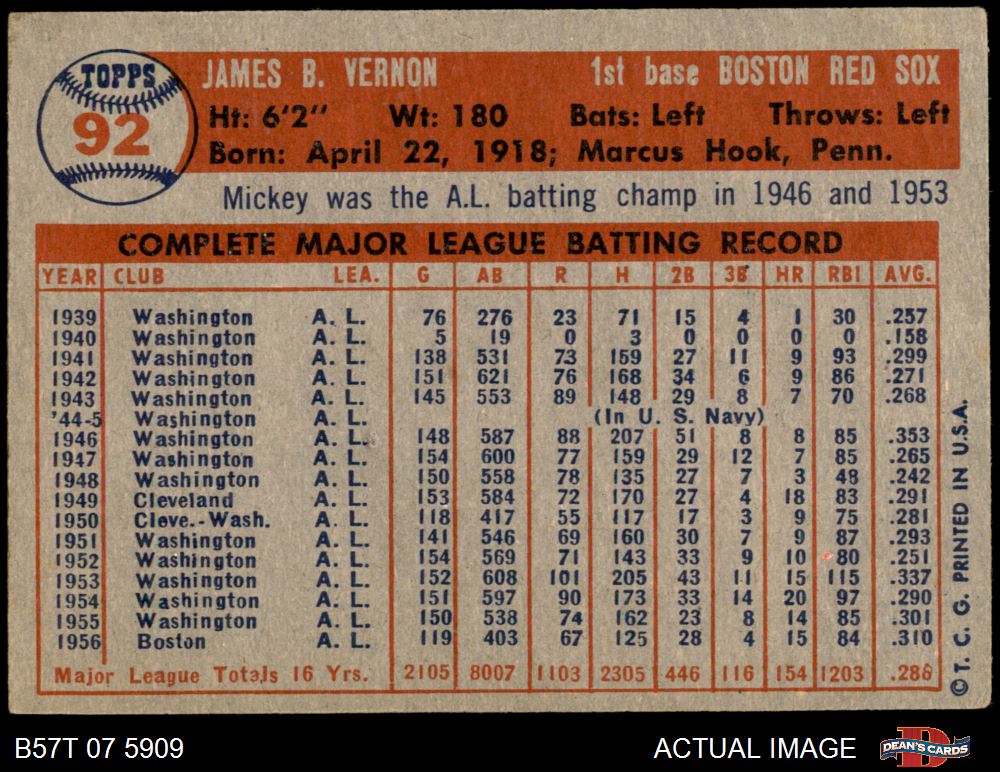 TOPPS
92
JAMES B. VERNON 1st base BOSTON RED SOX
Ht: 6'2" Wt: 180 Bats: Left Throws: Left
Born: April 22, 1918; Marcus Hook, Penn.
Mickey was the A.L. batting champ in 1946 and 1953
COMPLETE MAJOR LEAGUE BATTING RECORD
YEAR CLUB LEA. G AB R H 2B 3B HR RBI AVG.
1939 Washington A. L. 76 276 23 71 15 4 1 30 .257
1940 Washington A. L. 5 19 0 3 0 0 0 0 .158
1941 Washington A. L. 138 531 73 159 27 11 9 93 .299
1942 Washington A. L. 151 621 76 168 34 6 9 86 .271
1943 Washington A. L. 145 553 89 148 29 8 7 70 .268
'44-5 Washington A. L. (In U. S. Navy)
1946 Washington A. L. 148 587 88 207 51 8 8 85 .353
1947 Washington A. L. 154 600 77 159 29 12 7 85 .265
1948 Washington A. L. 150 558 78 135 27 7 3 48 .242
1949 Cleveland A. L. 153 584 72 170 27 4 18 83 .291
1950 Cleve.-Wash. A. L. 118 417 55 117 17 3 9 75 .281
1951 Washington A. L. 141 546 69 160 30 7 9 87 .293
1952 Washington A. L. 154 569 71 143 33 9 10 80 .251
1953 Washington A. L. 152 608 101 205 43 11 15 115 .337
1954 Washington A. L. 151 597 90 173 33 14 20 97 .290
1955 Washington A. L. 150 538 74 162 23 8 14 85 .301
1956 Boston A. L. 119 403 67 125 28 4 15 84 .310
Major League Totals 16 Yrs. 2105 8007 1103 2305 446 116 154 1203 .288
© T. C. G. PRINTED IN U.S.A.
B57T 07 5909 ACTUAL IMAGE
DEAN'S CARDS